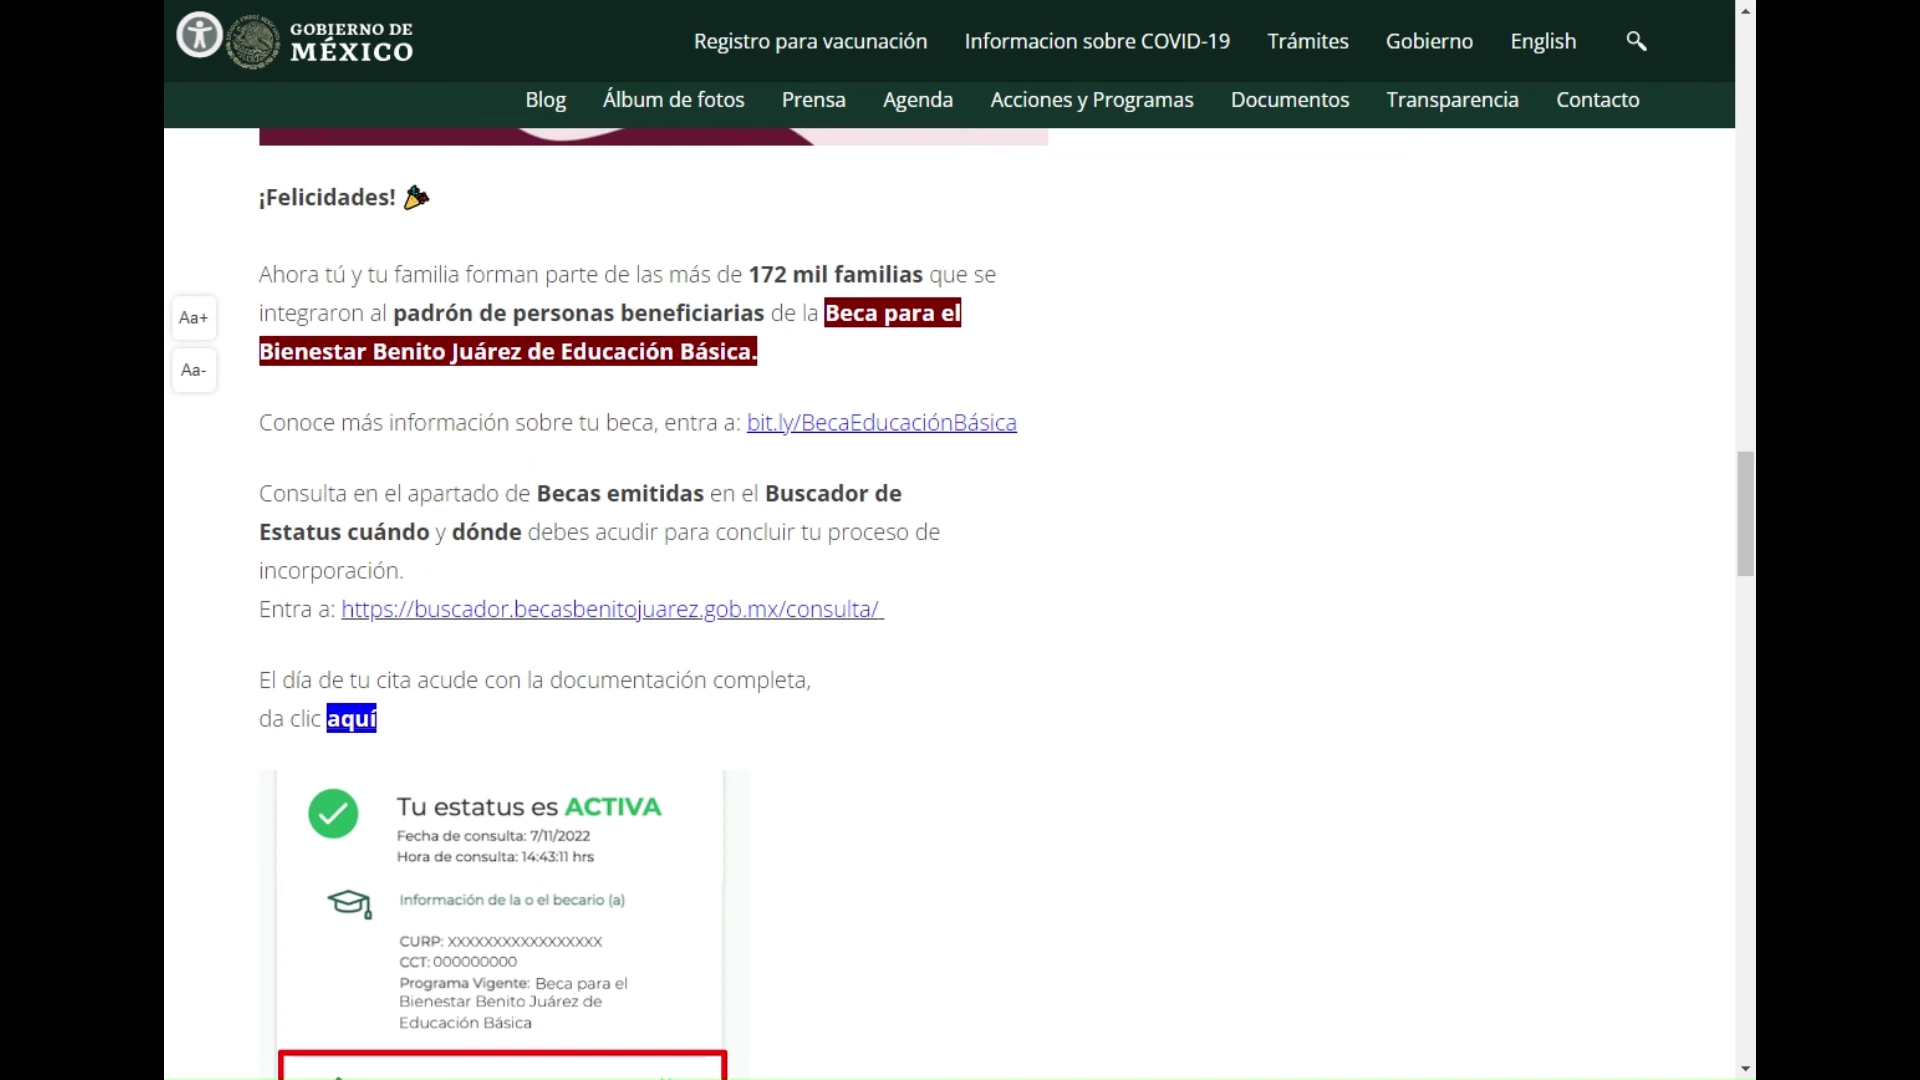 GOBIERNO DE
MÉXICO
Registro para vacunación Informacion sobre COVID-19 Trámites Gobierno English
Blog Álbum de fotos Prensa Agenda Acciones y Programas Documentos Transparencia Contacto
¡Felicidades!
Ahora tú y tu familia forman parte de las más de 172 mil familias que se
integraron al padrón de personas beneficiarias de la Beca para el
Bienestar Benito Juárez de Educación Básica.
Aa+
Aa-
Conoce más información sobre tu beca, entra a: bit.ly/BecaEducaciónBásica
Consulta en el apartado de Becas emitidas en el Buscador de
Estatus cuándo y dónde debes acudir para concluir tu proceso de
incorporación.
Entra a: https://buscador.becasbenitojuarez.gob.mx/consulta/
El día de tu cita acude con la documentación completa,
da clic aquí
Tu estatus es ACTIVA
Fecha de consulta: 7/11/2022
Hora de consulta: 14:43:11 hrs
Información de la o el becario (a)
CURP: XXXXXXXXXXXXXXXXX
CCT: 000000000
Programa Vigente: Beca para el
Bienestar Benito Juárez de
Educación Básica